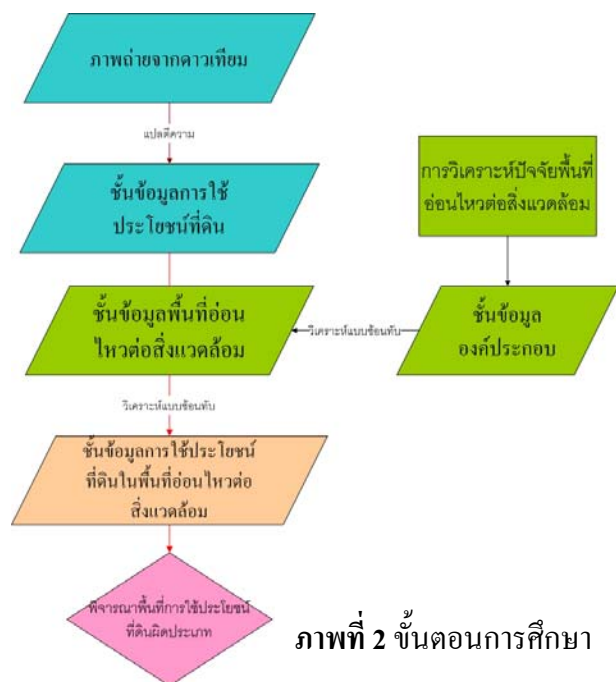 ภาพถ่ายจากดาวเทียม
แปลตีความ
ชั้นข้อมูลการใช้
ประโยชน์ที่ดิน
การวิเคราะห์ปัจจัยพื้นที่
อ่อนไหวต่อสิ่งแวดล้อม
ชั้นข้อมูลพื้นที่อ่อน
ไหวต่อสิ่งแวดล้อม
วิเคราะห์แบบซ้อนทับ
ชั้นข้อมูล
องค์ประกอบ
วิเคราะห์แบบซ้อนทับ
ชั้นข้อมูลการใช้ประโยชน์
ที่ดินในพื้นที่อ่อนไหวต่อ
สิ่งแวดล้อม
พิจารณาพื้นที่การใช้ประโยชน์
ที่ดินผิดประเภท
ภาพที่ 2 ขั้นตอนการศึกษา